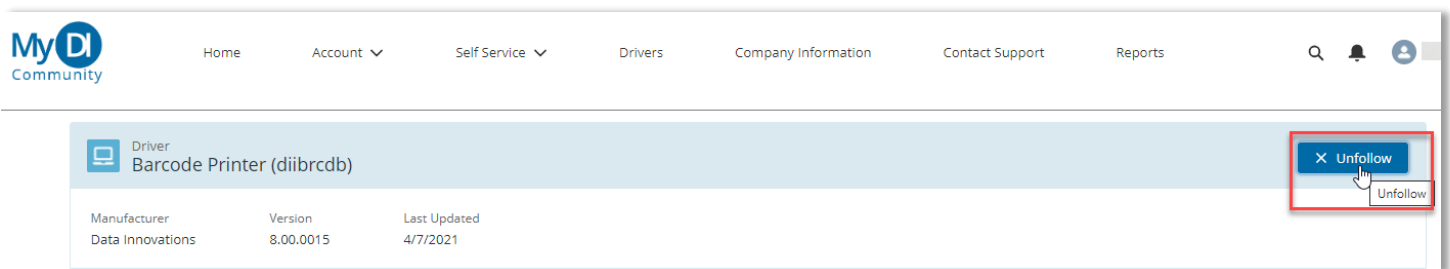 My DI
Community
Home Account Self Service Drivers Company Information Contact Support Reports
Driver
Barcode Printer (diibrcdb)
Unfollow
Unfollow
Manufacturer Version Last Updated
Data Innovations 8.00.0015 4/7/2021